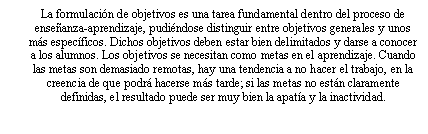 La formulación de objetivos es una tarea fundamental dentro del proceso de
enseñanza-aprendizaje, pudiéndose distinguir entre objetivos generales y unos
más específicos. Dichos objetivos deben estar bien delimitados y darse a conocer
a los alumnos. Los objetivos se necesitan como metas en el aprendizaje. Cuando
las metas son demasiado remotas, hay una tendencia a no hacer el trabajo, en la
creencia de que podrá hacerse más tarde; si las metas no están claramente
definidas, el resultado puede ser muy bien la apatía y la inactividad.